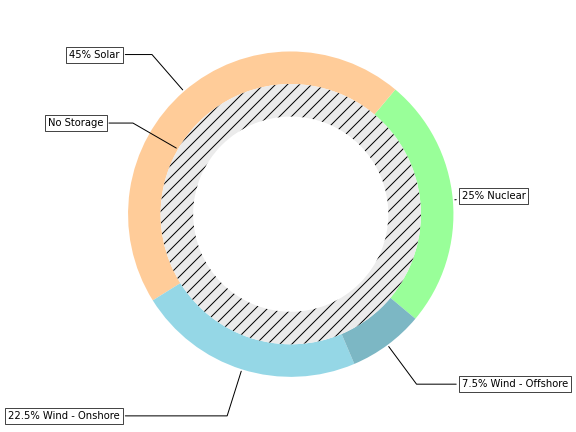 45% Solar
No Storage
25% Nuclear
7.5% Wind - Offshore
22.5% Wind - Onshore